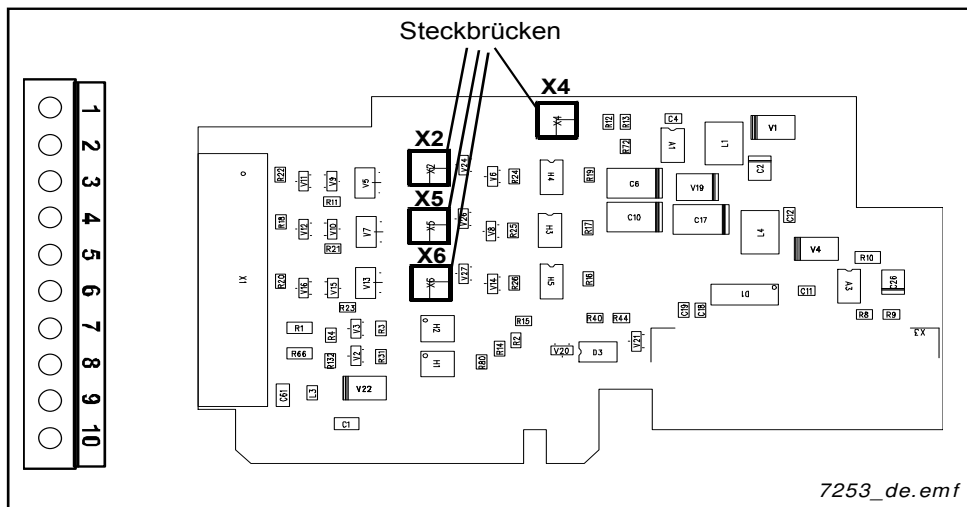 Steckbrücken
X4
X2
X5
X6
1
2
3
4
5
6
7
8
9
10
X1
X4
R12
R13
R72
C4
A1
L1
V1
C2
R22
V11
V9
R11
V5
X2
V24
V6
R24
H4
R19
C6
V19
R18
V12
V10
R21
V7
X5
V26
V8
R25
H3
R17
C10
C17
L4
C12
V4
R10
R20
V16
V15
R23
V13
X6
V27
V14
R26
H5
R16
D1
C11
A3
C26
R8
R9
X3
C19
C18
R1
R4
V3
R3
H2
R15
R2
R14
R40
R44
V21
R66
R132
V2
R31
H1
R80
V20
D3
C61
L3
V22
C1
7253_de.emf